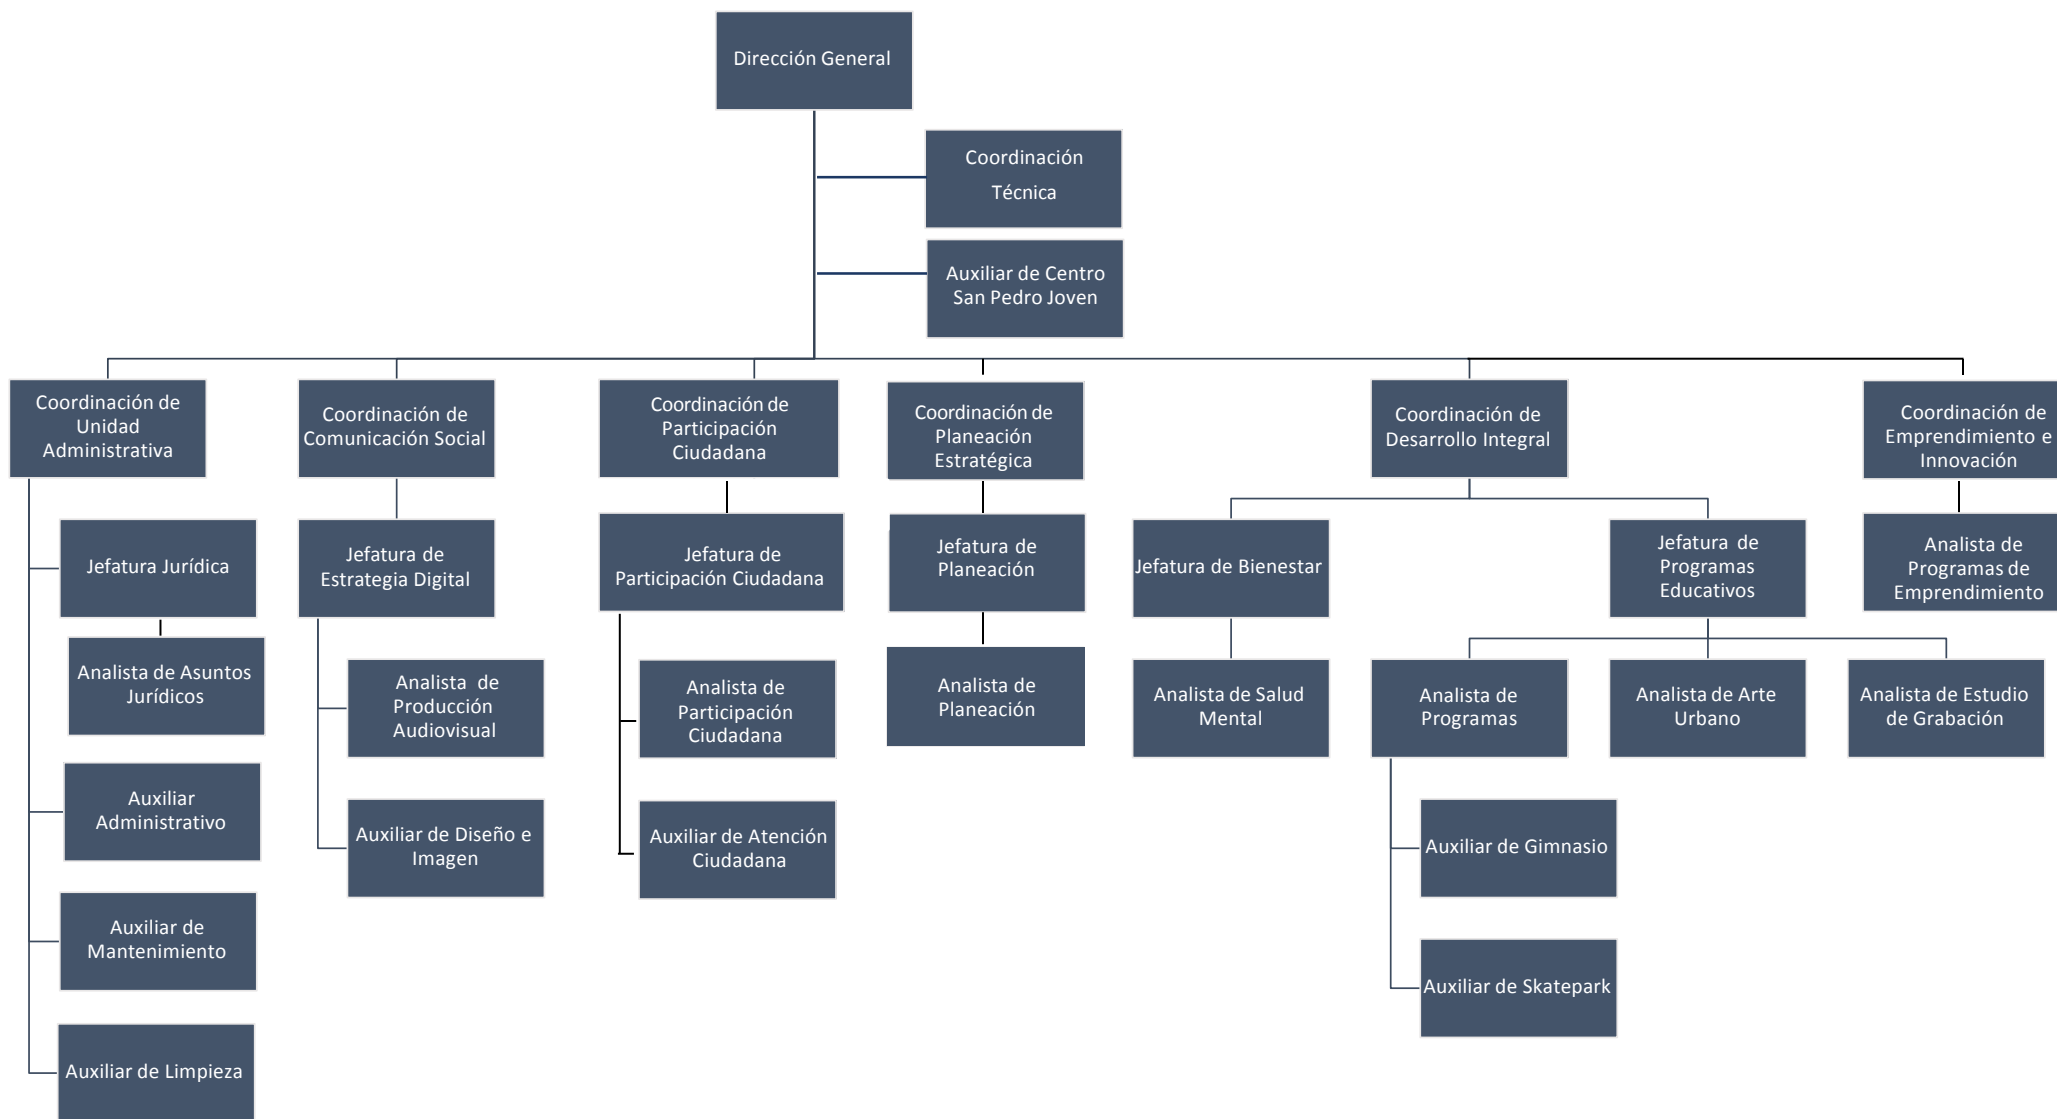 Dirección General
Coordinación
Técnica
Auxiliar de Centro
San Pedro Joven
Coordinación de
Unidad
Administrativa
Coordinación de
Comunicación Social
Coordinación de
Participación
Ciudadana
Coordinación de
Planeación
Estratégica
Coordinación de
Desarrollo Integral
Coordinación de
Emprendimiento e
Innovación
Jefatura Jurídica
Jefatura de
Estrategia Digital
Jefatura de
Participación Ciudadana
Jefatura de
Planeación
Jefatura de Bienestar
Jefatura de
Programas
Educativos
Analista de
Programas de
Emprendimiento
Analista de Asuntos
Jurídicos
Analista de
Producción
Audiovisual
Analista de
Participación
Ciudadana
Analista de
Planeación
Analista de Salud
Mental
Analista de
Programas
Analista de Arte
Urbano
Analista de Estudio
de Grabación
Auxiliar
Administrativo
Auxiliar de Diseño e
Imagen
Auxiliar de Atención
Ciudadana
Auxiliar de Gimnasio
Auxiliar de
Mantenimiento
Auxiliar de Skatepark
Auxiliar de Limpieza